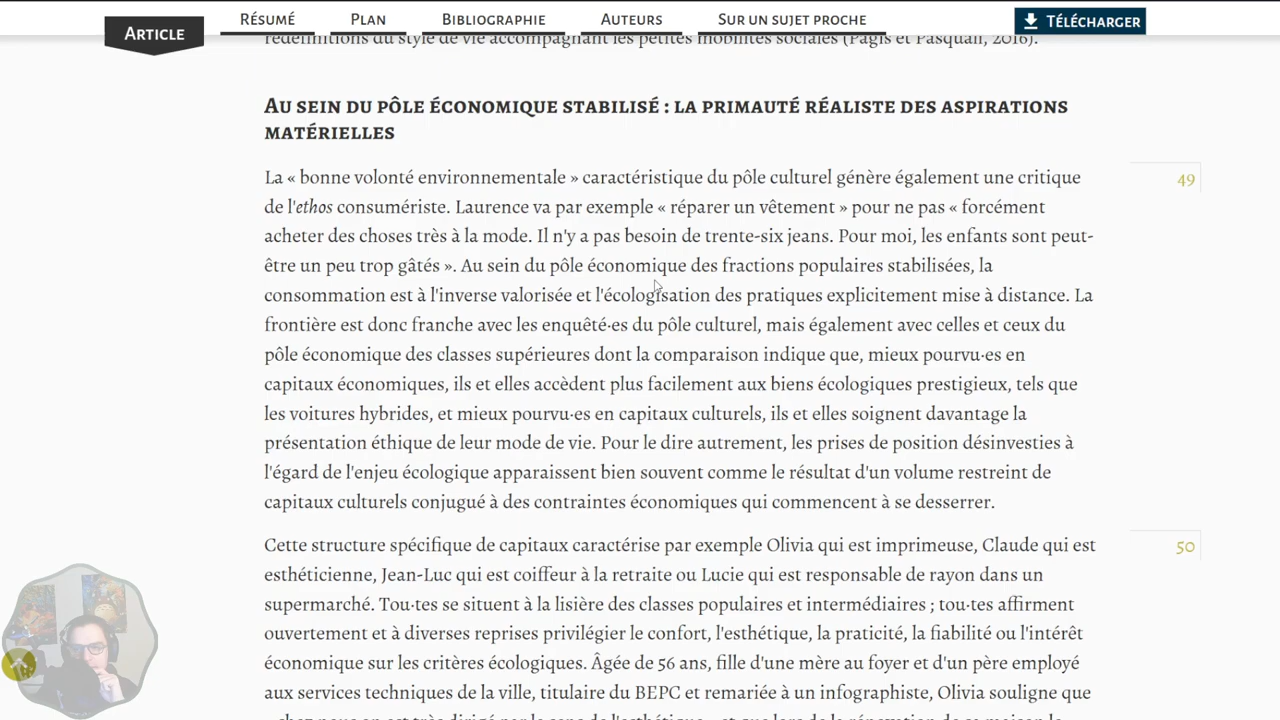 Article
Résumé
Plan
Bibliographie
Auteurs
Sur un sujet proche
Télécharger
redéfinitions du style de vie accompagnant les petites mobilités sociales (Pagis et Pasquali, 2016).
Au sein du pôle économique stabilisé : la primauté réaliste des aspirations
matérielles
La « bonne volonté environnementale » caractéristique du pôle culturel génère également une critique
49
de l'ethos consumériste. Laurence va par exemple « réparer un vêtement » pour ne pas « forcément
acheter des choses très à la mode. Il n'y a pas besoin de trente-six jeans. Pour moi, les enfants sont peut-
être un peu trop gâtés ». Au sein du pôle économique des fractions populaires stabilisées, la
consommation est à l'inverse valorisée et l'écologisation des pratiques explicitement mise à distance. La
frontière est donc franche avec les enquêté·es du pôle culturel, mais également avec celles et ceux du
pôle économique des classes supérieures dont la comparaison indique que, mieux pourvu·es en
capitaux économiques, ils et elles accèdent plus facilement aux biens écologiques prestigieux, tels que
les voitures hybrides, et mieux pourvu·es en capitaux culturels, ils et elles soignent davantage la
présentation éthique de leur mode de vie. Pour le dire autrement, les prises de position désinvesties à
l'égard de l'enjeu écologique apparaissent bien souvent comme le résultat d'un volume restreint de
capitaux culturels conjugué à des contraintes économiques qui commencent à se desserrer.
Cette structure spécifique de capitaux caractérise par exemple Olivia qui est imprimeuse, Claude qui est
50
esthéticienne, Jean-Luc qui est coiffeur à la retraite ou Lucie qui est responsable de rayon dans un
supermarché. Tou·tes se situent à la lisière des classes populaires et intermédiaires ; tou·tes affirment
ouvertement et à diverses reprises privilégier le confort, l'esthétique, la praticité, la fiabilité ou l'intérêt
économique sur les critères écologiques. Âgée de 56 ans, fille d'une mère au foyer et d'un père employé
aux services techniques de la ville, titulaire du BEPC et remariée à un infographiste, Olivia souligne que